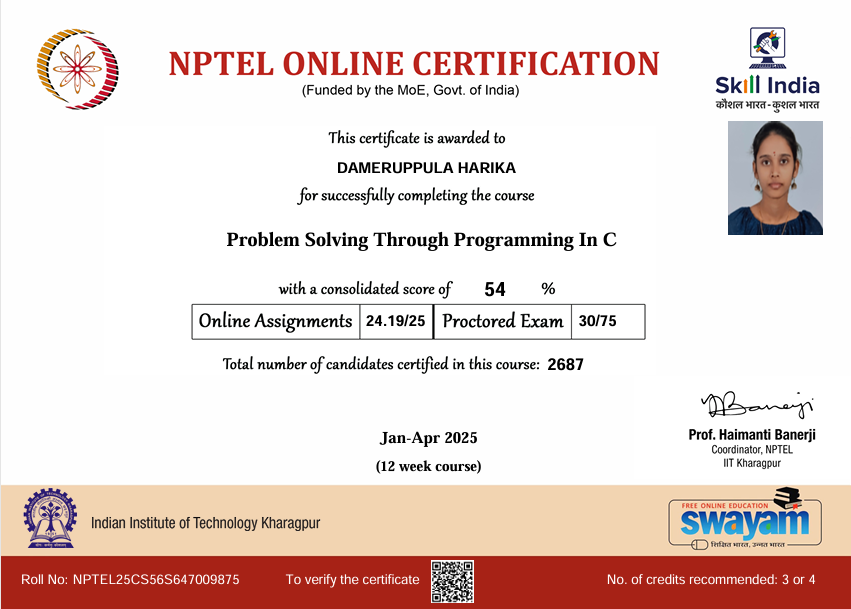 NPTEL ONLINE CERTIFICATION
(Funded by the MoE, Govt. of India)
Skill India
कौशल भारत - कुशल भारत
This certificate is awarded to
DAMERUPPULA HARIKA
for successfully completing the course
Problem Solving Through Programming In C
with a consolidated score of 54 %
Online Assignments 24.19/25 Proctored Exam 30/75
Total number of candidates certified in this course: 2687
Jan-Apr 2025
(12 week course)
Prof. Haimanti Banerji
Coordinator, NPTEL
IIT Kharagpur
Indian Institute of Technology Kharagpur
FREE ONLINE EDUCATION
swayam
शिक्षित भारत, उन्नत भारत
Roll No: NPTEL25CS56S647009875 To verify the certificate No. of credits recommended: 3 or 4